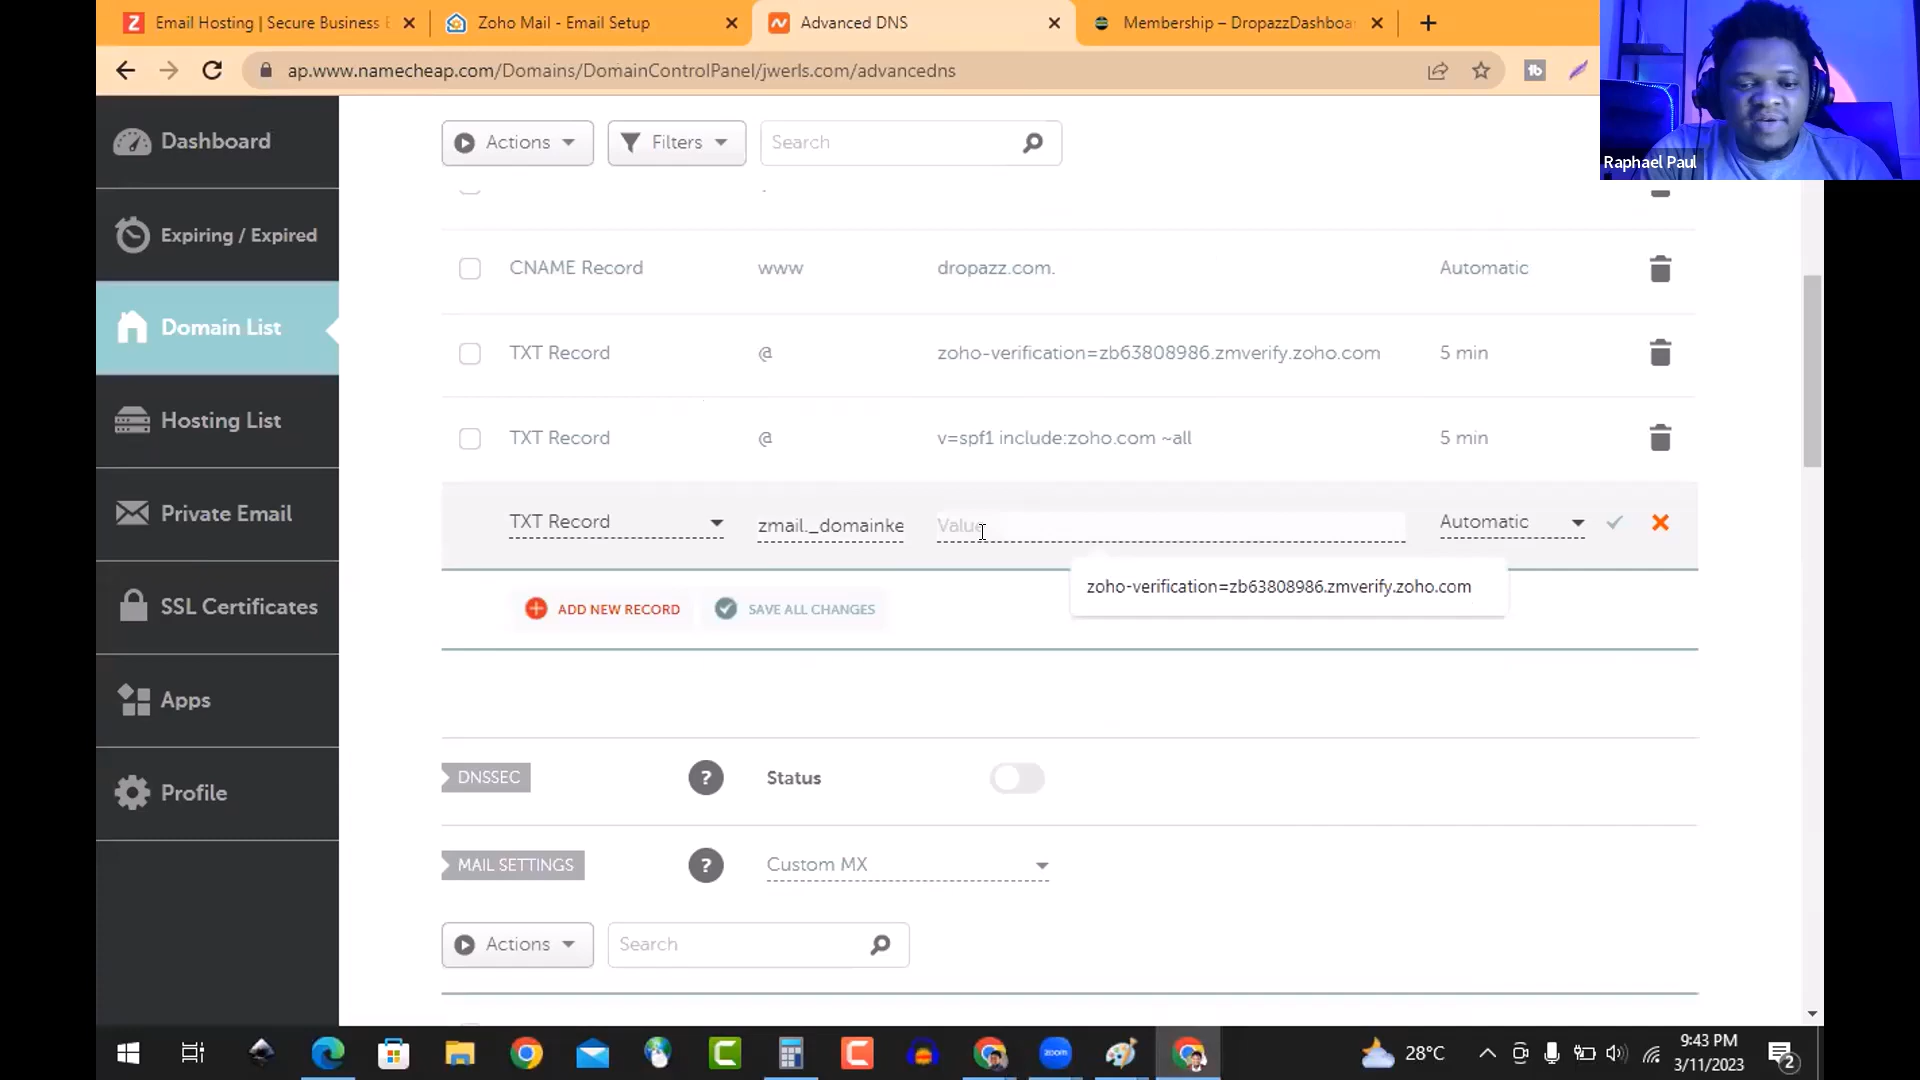 Email Hosting | Secure Business E
Zoho Mail - Email Setup
Advanced DNS
Membership – DropazzDashboa
ap.www.namecheap.com/Domains/DomainControlPanel/jwerls.com/advancedns
Raphael Paul
Dashboard
Expiring / Expired
Domain List
Hosting List
Private Email
SSL Certificates
Apps
Profile
Actions
Filters
Search
CNAME Record www dropazz.com. Automatic
TXT Record @ zoho-verification=zb63808986.zmverify.zoho.com 5 min
TXT Record @ v=spf1 include:zoho.com ~all 5 min
TXT Record zmail._domainke Value Automatic
zoho-verification=zb63808986.zmverify.zoho.com
ADD NEW RECORD
SAVE ALL CHANGES
DNSSEC ? Status
MAIL SETTINGS ? Custom MX
Actions
Search
zoom
28°C
9:43 PM
3/11/2023
2